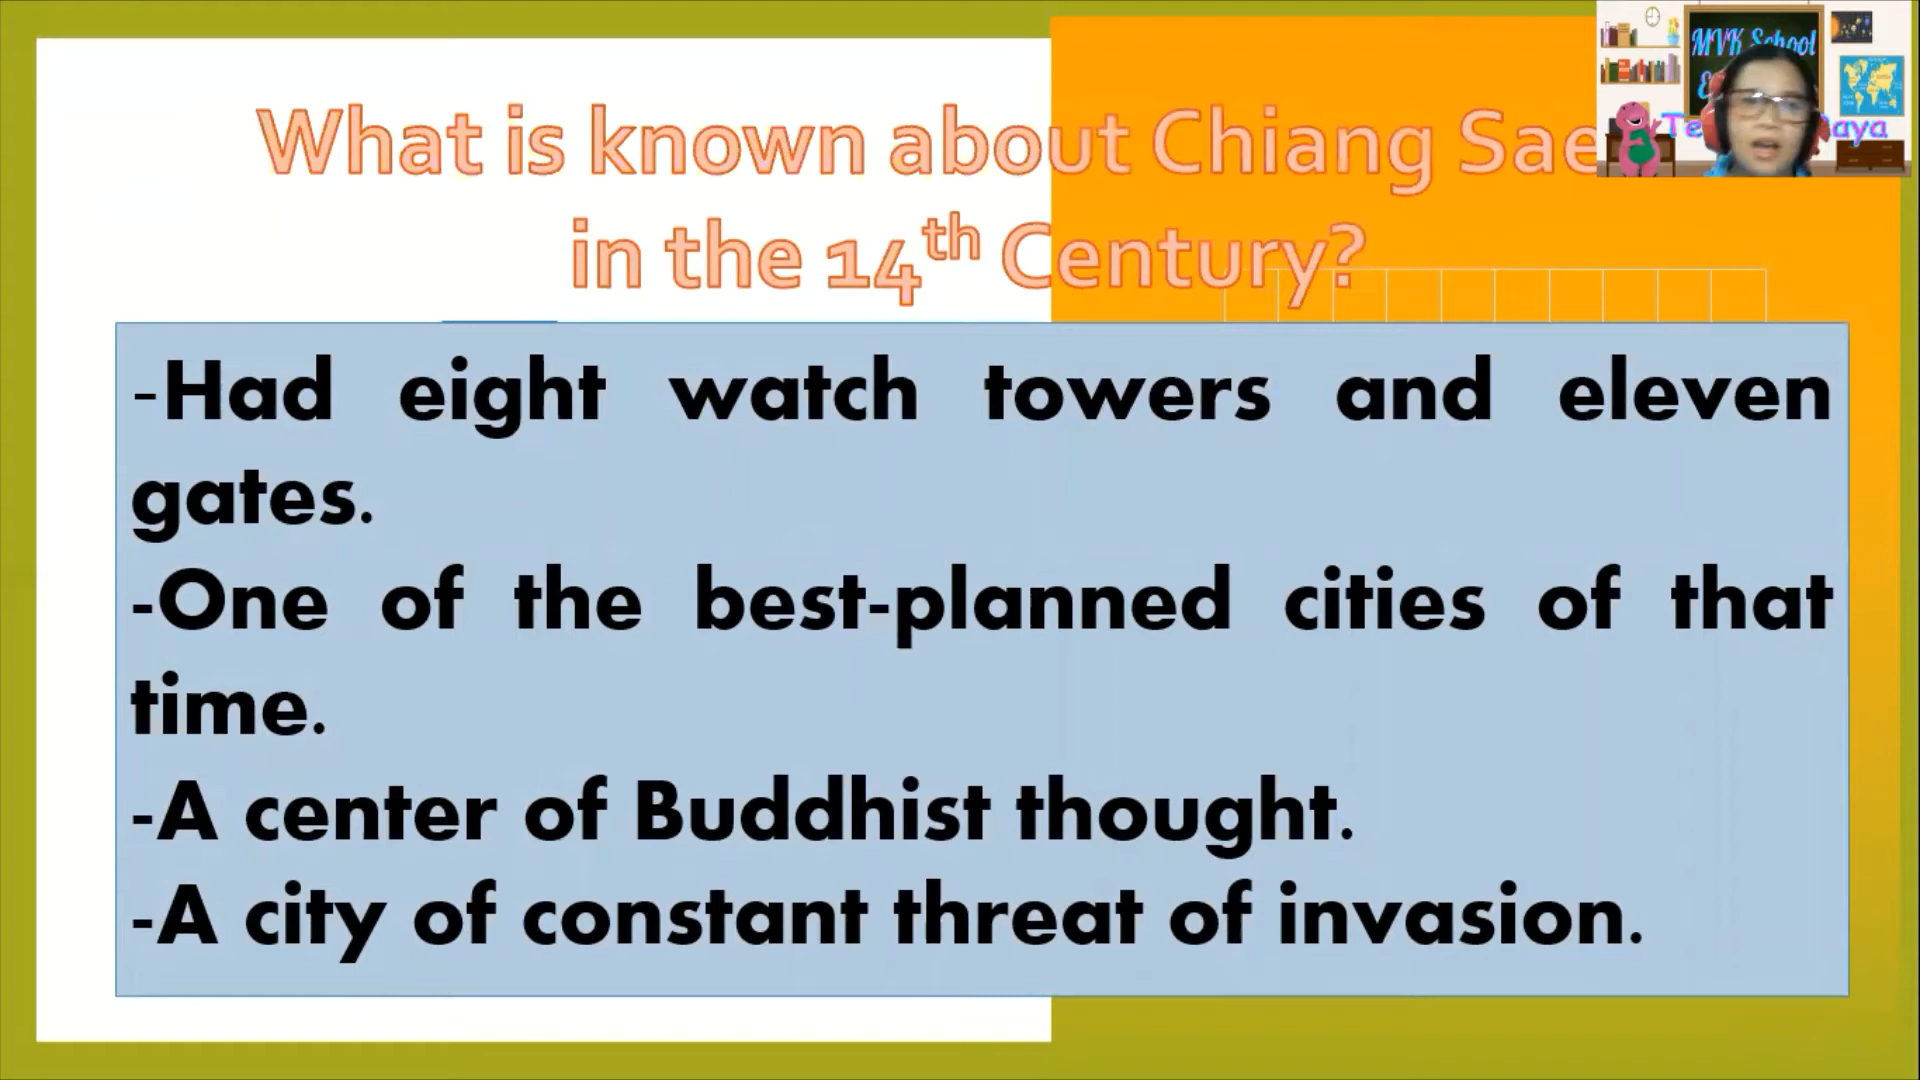 What is known about Chiang Sae
in the 14th Century?
-Had eight watch towers and eleven
gates.
-One of the best-planned cities of that
time.
-A center of Buddhist thought.
-A city of constant threat of invasion.
MVK School